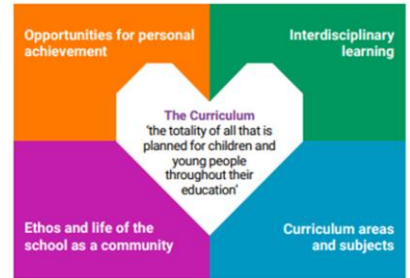 Opportunities for personal
achievement
Interdisciplinary
learning
The Curriculum
'the totality of all that is
planned for children and
young people
throughout their
education'
Ethos and life of the
school as a community
Curriculum areas
and subjects